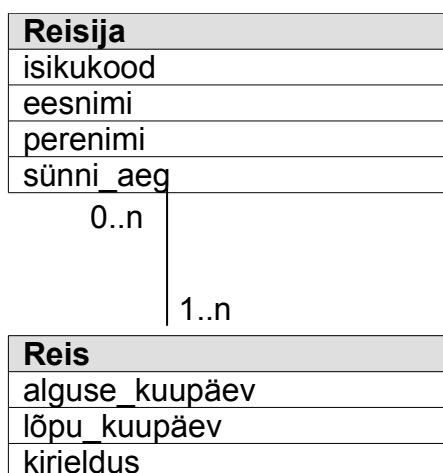 Reisija
isikukood
eesnimi
perenimi
sünni_aeg
0..n
1..n
Reis
alguse_kuupäev
lõpu_kuupäev
kirjeldus